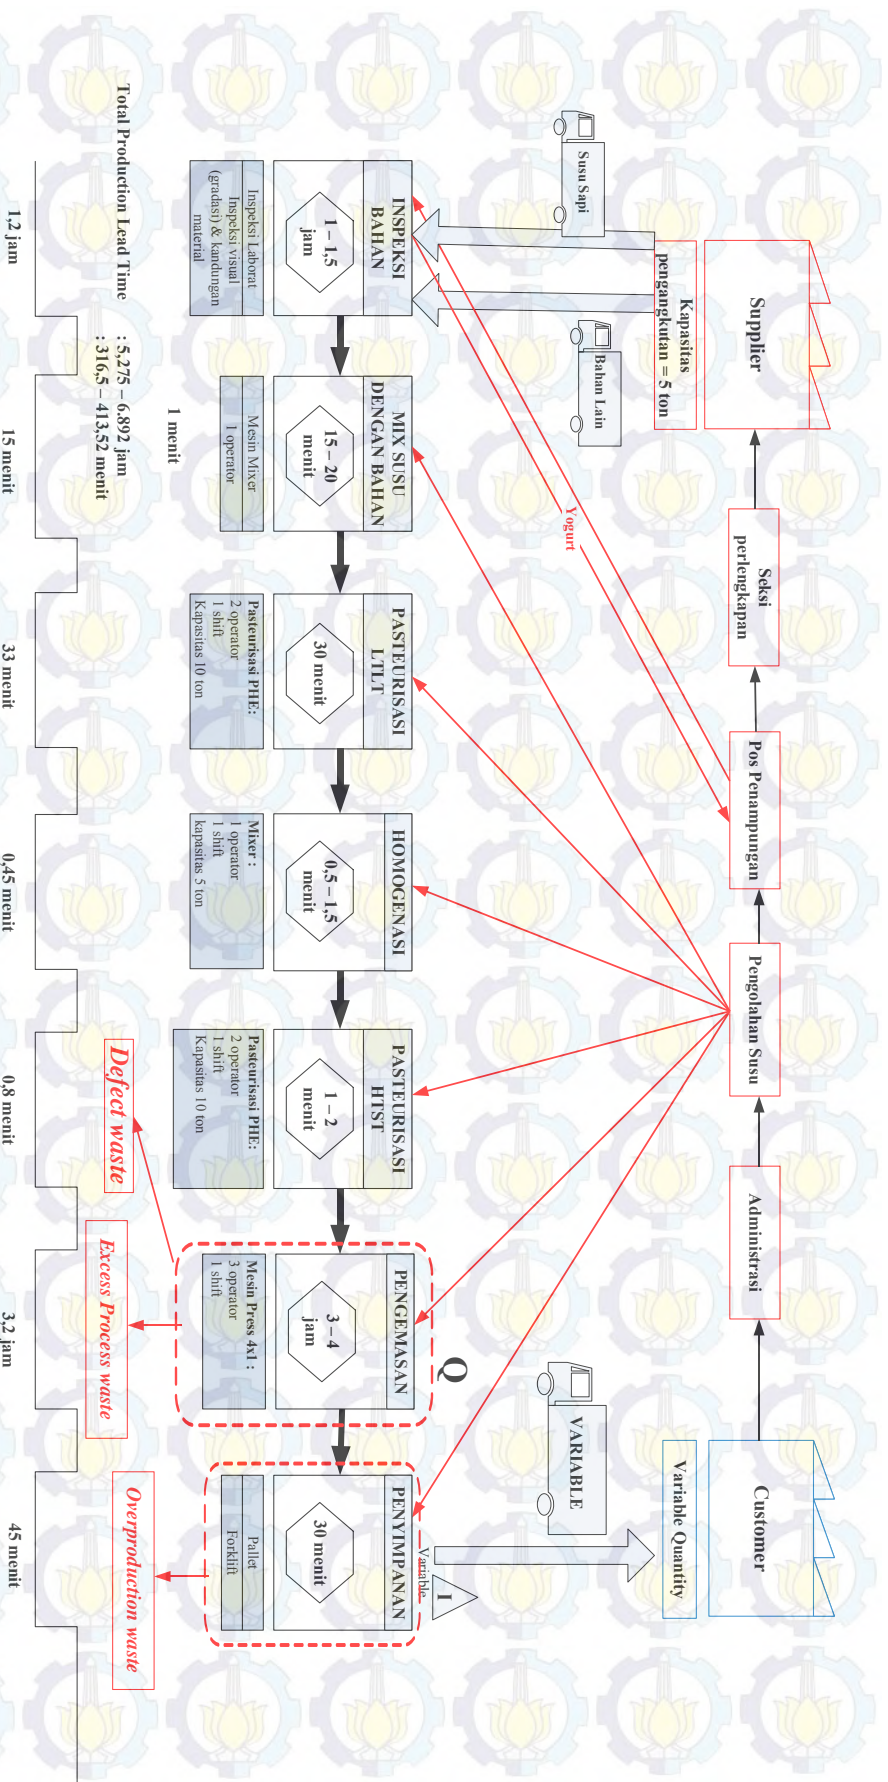 Supplier
Seksi
perlengkapan
Pos Penampungan
Pengolahan Susu
Administrasi
Customer
Kapasitas
pengangkutan = 5 ton
Variable Quantity
Susu Sapi
Bahan Lain
Yogurt
VARIABLE
I
Variable
Q
INSPEKSI
BAHAN
1 – 1,5
jam
Inspeksi Laborat
Inspeksi visual
(gradasi) & kandungan
material
MIX SUSU
DENGAN BAHAN
15 – 20
menit
Mesin Mixer
1 operator
PASTEURISASI
LTLT
30 menit
Pasteurisasi PHE:
2 operator
1 shift
Kapasitas 10 ton
HOMOGENASI
0,5 – 1,5
menit
Mixer :
1 operator
1 shift
kapasitas 5 ton
PASTEURISASI
HTST
1 – 2
menit
Pasteurisasi PHE:
2 operator
1 shift
Kapasitas 10 ton
PENGEMASAN
3 – 4
jam
Mesin Press 4x1 :
3 operator
1 shift
PENYIMPANAN
30 menit
Pallet
Forklift
1 menit
Defect waste
Excess Process waste
Overproduction waste
Total Production Lead Time : 5,275 – 6.892 jam
: 316,5 – 413,52 menit
1,2 jam
15 menit
33 menit
0,45 menit
0,8 menit
3,2 jam
45 menit